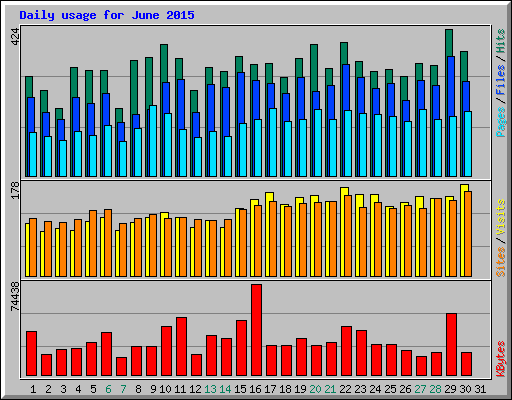 Daily usage for June 2015
424
Pages / Files / Hits
178
Sites / Visits
74438
KBytes
1 2 3 4 5 6 7 8 9 10 11 12 13 14 15 16 17 18 19 20 21 22 23 24 25 26 27 28 29 30 31